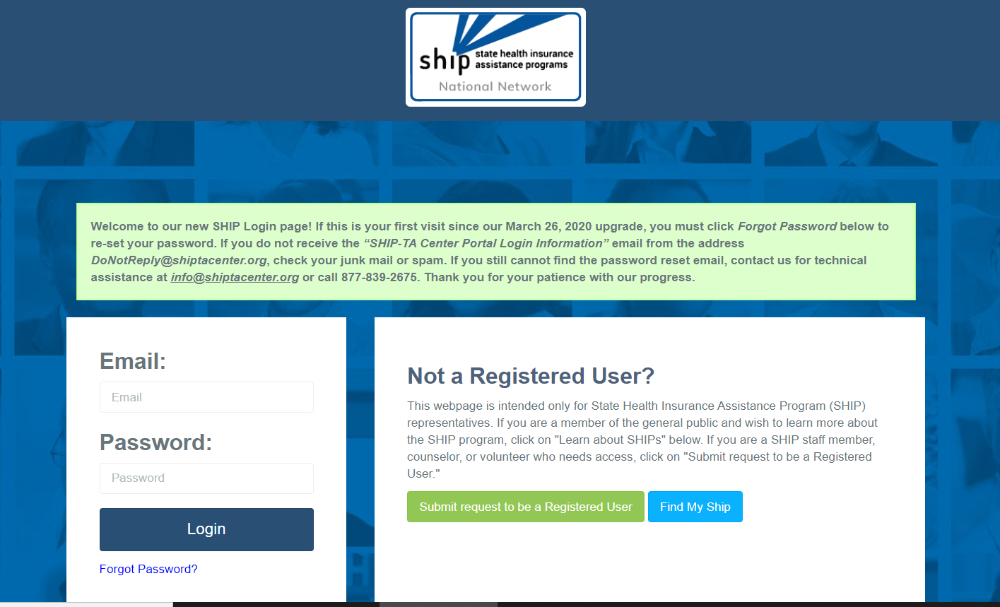 ship state health insurance
assistance programs
National Network
Welcome to our new SHIP Login page! If this is your first visit since our March 26, 2020 upgrade, you must click Forgot Password below to
re-set your password. If you do not receive the “SHIP-TA Center Portal Login Information” email from the address
DoNotReply@shiptacenter.org, check your junk mail or spam. If you still cannot find the password reset email, contact us for technical
assistance at info@shiptacenter.org or call 877-839-2675. Thank you for your patience with our progress.
Email:
Email
Password:
Password
Login
Forgot Password?
Not a Registered User?
This webpage is intended only for State Health Insurance Assistance Program (SHIP)
representatives. If you are a member of the general public and wish to learn more about
the SHIP program, click on "Learn about SHIPs" below. If you are a SHIP staff member,
counselor, or volunteer who needs access, click on "Submit request to be a Registered
User."
Submit request to be a Registered User Find My Ship